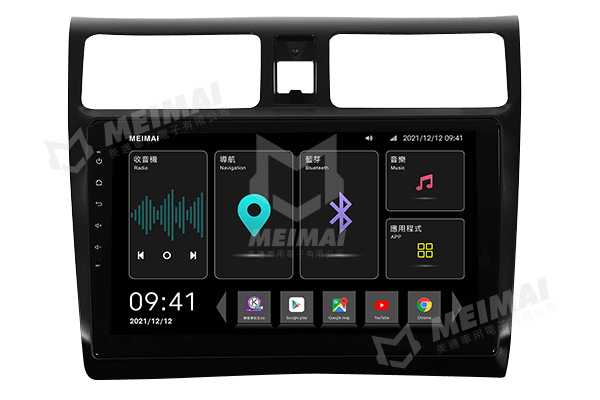 MEIMAI
2021/12/12 09:41
收音機
Radio
導航
Navigation
藍芽
Bluetooth
音樂
Music
應用程式
APP
09:41
2021/12/12
Google play
Google map
YouTube
Chrome
MEIMAI
美邁車用電子有限公司
MEIMAI
美邁車用電子有限公司
MEIMAI
美邁車用電子有限公司